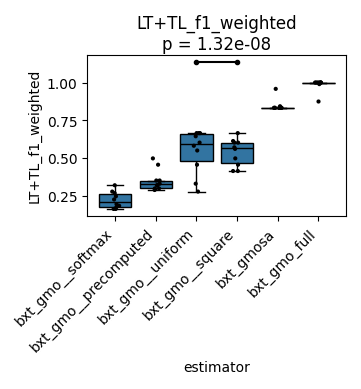 LT+TL_f1_weighted
p = 1.32e-08
LT+TL_f1_weighted
1.00
0.75
0.50
0.25
bxt_gmo__softmax
bxt_gmo__precomputed
bxt_gmo__uniform
bxt_gmo__square
bxt_gmosa
bxt_gmo_full
estimator